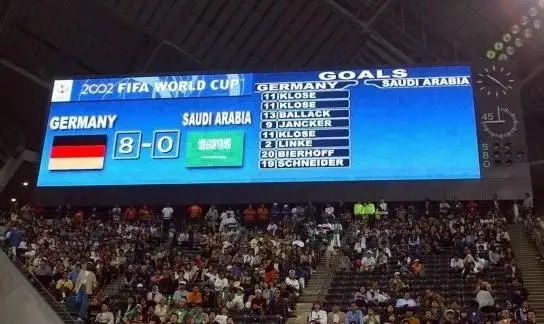 2002 FIFA WORLD CUP
GERMANY
8-0
SAUDI ARABIA
GOALS
GERMANY
SAUDI ARABIA
11 KLOSE
11 KLOSE
13 BALLACK
9 JANCKER
11 KLOSE
2 LINKE
20 BIERHOFF
19 SCHNEIDER
45
S
B
O